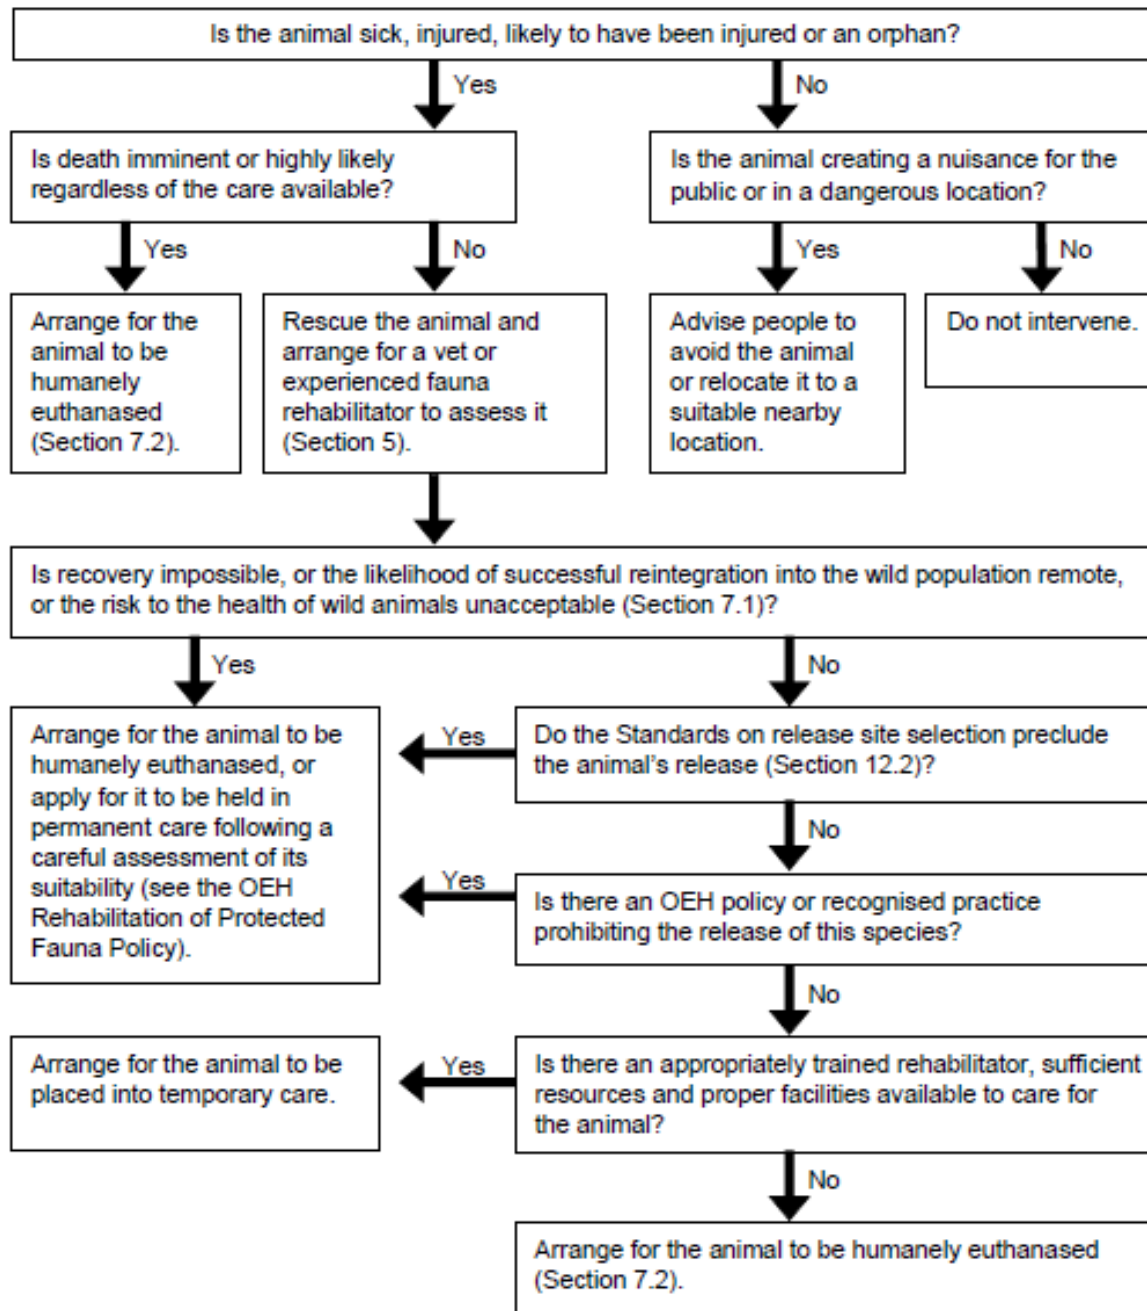 Is the animal sick, injured, likely to have been injured or an orphan?
Yes
No
Is death imminent or highly likely
regardless of the care available?
Is the animal creating a nuisance for the
public or in a dangerous location?
Yes
No
Yes
No
Arrange for the
animal to be
humanely
euthanased
(Section 7.2).
Rescue the animal and
arrange for a vet or
experienced fauna
rehabilitator to assess it
(Section 5).
Advise people to
avoid the animal
or relocate it to a
suitable nearby
location.
Do not intervene.
Is recovery impossible, or the likelihood of successful reintegration into the wild population remote,
or the risk to the health of wild animals unacceptable (Section 7.1)?
Yes
No
Arrange for the animal to be
humanely euthanased, or
apply for it to be held in
permanent care following a
careful assessment of its
suitability (see the OEH
Rehabilitation of Protected
Fauna Policy).
Yes
Do the Standards on release site selection preclude
the animal's release (Section 12.2)?
No
Yes
Is there an OEH policy or recognised practice
prohibiting the release of this species?
No
Arrange for the animal to be
placed into temporary care.
Yes
Is there an appropriately trained rehabilitator, sufficient
resources and proper facilities available to care for
the animal?
No
Arrange for the animal to be humanely euthanased
(Section 7.2).